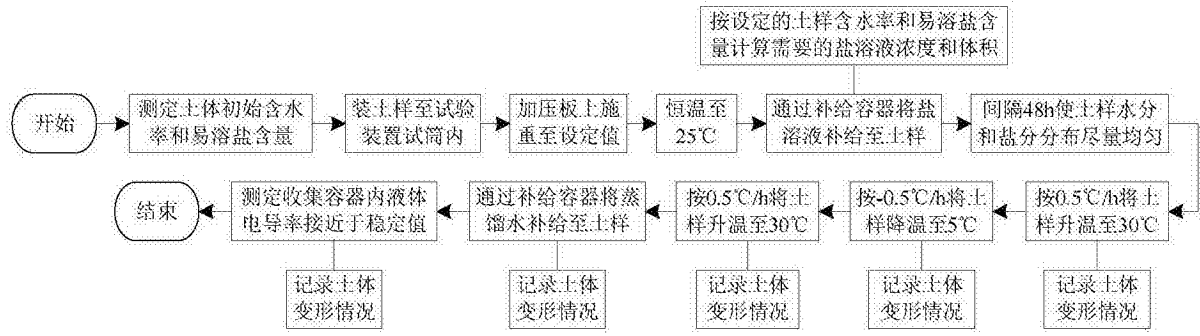 按设定的土样含水率和易溶盐含
量计算需要的盐溶液浓度和体积
开始
测定土体初始含水
率和易溶盐含量
装土样至试验
装置试筒内
加压板上施
重至设定值
恒温至
25℃
通过补给容器将盐
溶液补给至土样
间隔48h使土样水分
和盐分分布尽量均匀
按0.5℃/h将土
样升温至30℃
记录土体
变形情况
按-0.5℃/h将土
样降温至5℃
记录土体
变形情况
按0.5℃/h将土
样升温至30℃
记录土体
变形情况
通过补给容器将蒸
馏水补给至土样
记录土体
变形情况
测定收集容器内液体
电导率接近于稳定值
记录土体
变形情况
结束